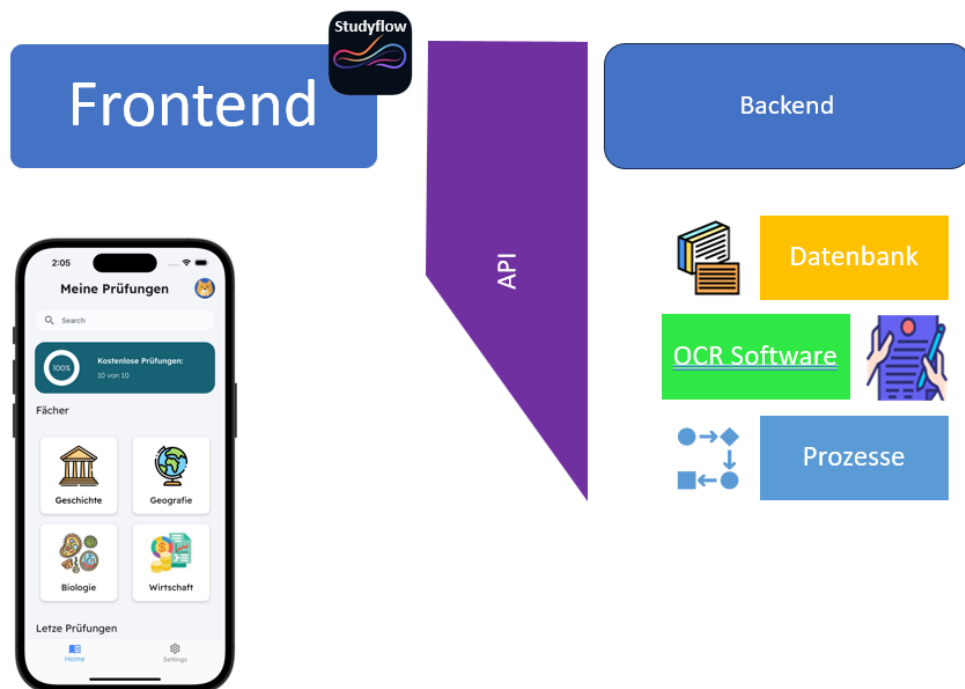 Studyflow
Frontend
API
Backend
Datenbank
OCR Software
Prozesse
2:05
Meine Prüfungen
Search
100%
Kostenlose Prüfungen:
10 von 10
Fächer
Geschichte
Geografie
Biologie
Wirtschaft
Letze Prüfungen
Home
Settings